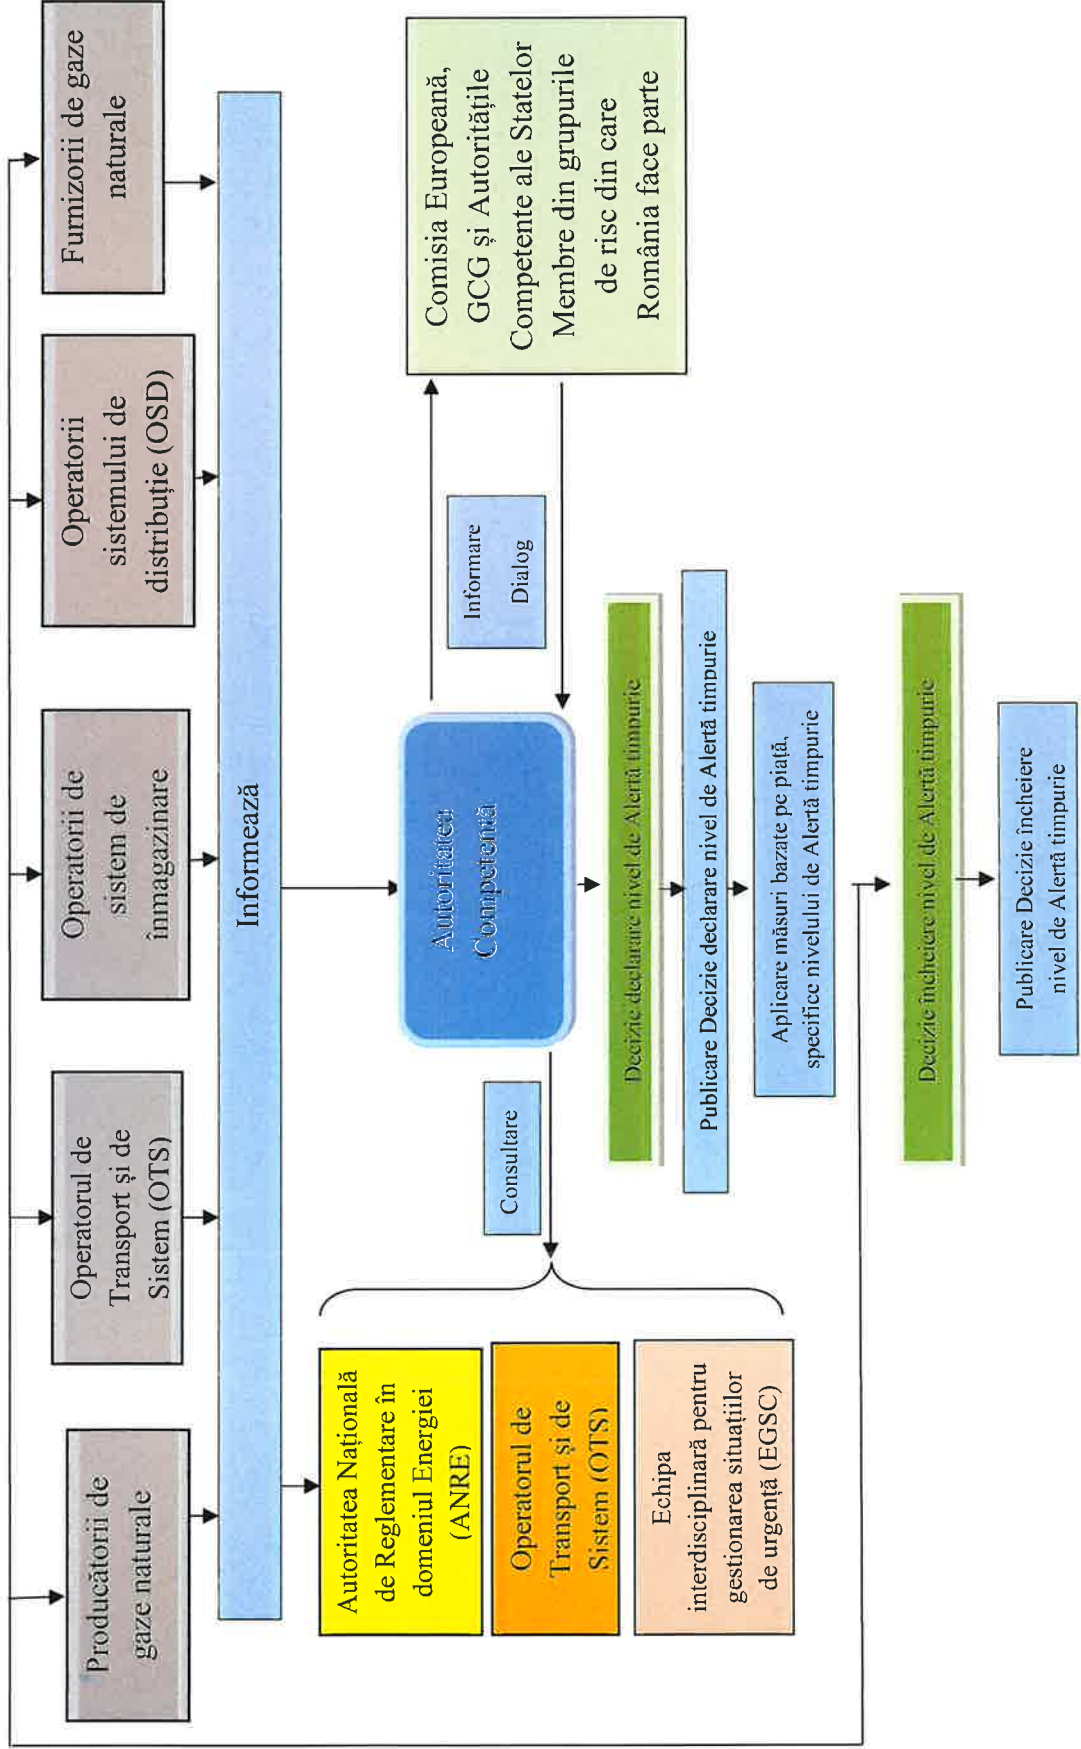 Producătorii de
gaze naturale
Operatorul de
Transport și de
Sistem (OTS)
Operatorii de
sistem de
înmagazinare
Operatorii
sistemului de
distribuție (OSD)
Furnizorii de gaze
naturale
Informează
Autoritatea Națională
de Reglementare în
domeniul Energiei
(ANRE)
Operatorul de
Transport și de
Sistem (OTS)
Echipa
interdisciplinară pentru
gestionarea situațiilor
de urgență (EGSC)
Consultare
Autoritatea
Competentă
Informare
Dialog
Comisia Europeană,
GCG și Autoritățile
Competente ale Statelor
Membre din grupurile
de risc din care
România face parte
Decizie declarare nivel de Alertă timpurie
Publicare Decizie declarare nivel de Alertă timpurie
Aplicare măsuri bazate pe piață,
specifice nivelului de Alertă timpurie
Decizie încheiere nivel de Alertă timpurie
Publicare Decizie încheiere
nivel de Alertă timpurie